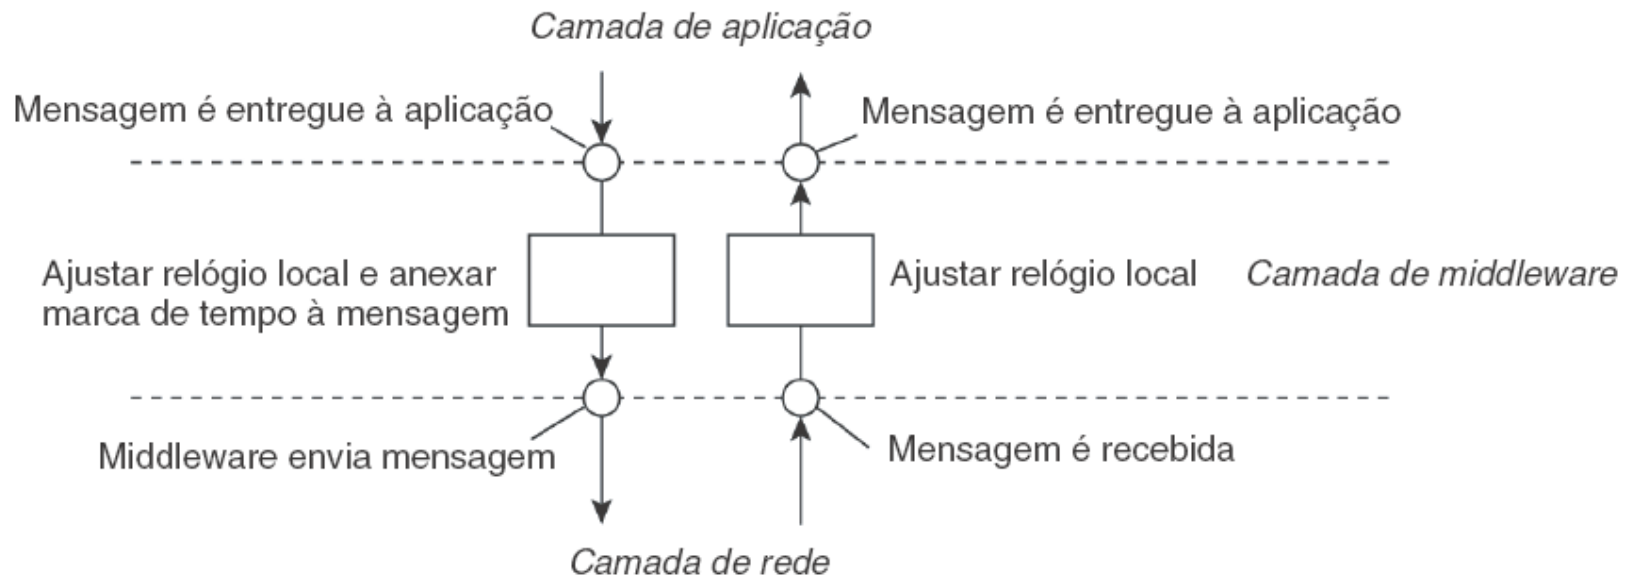 Camada de aplicação
Mensagem é entregue à aplicação
Mensagem é entregue à aplicação
Ajustar relógio local e anexar
marca de tempo à mensagem
Ajustar relógio local
Camada de middleware
Middleware envia mensagem
Mensagem é recebida
Camada de rede